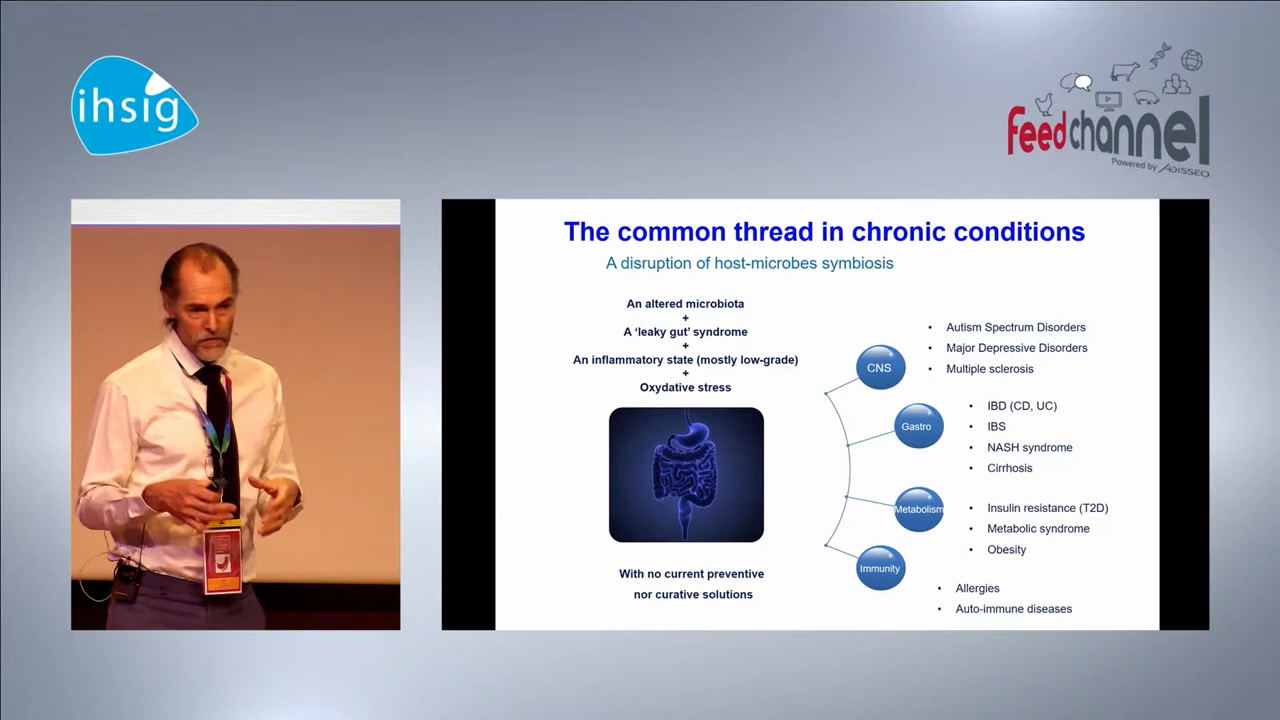 ihsig
feedchannel
Powered by ADISSEO
The common thread in chronic conditions
A disruption of host-microbes symbiosis
An altered microbiota
+
A ‘leaky gut’ syndrome
+
An inflammatory state (mostly low-grade)
+
Oxydative stress
With no current preventive
nor curative solutions
CNS
• Autism Spectrum Disorders
• Major Depressive Disorders
• Multiple sclerosis
Gastro
• IBD (CD, UC)
• IBS
• NASH syndrome
• Cirrhosis
Metabolism
• Insulin resistance (T2D)
• Metabolic syndrome
• Obesity
Immunity
• Allergies
• Auto-immune diseases